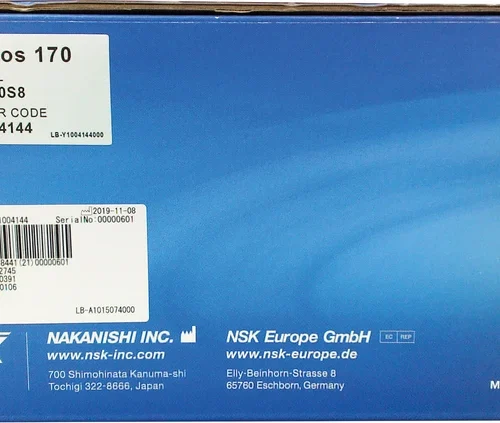 os 170
0S8
R CODE
4144
LB-Y1004144000
2019-11-08
1004144
SerialNo:00000601
8441(21)00000601
2745
0391
0106
LB-A1015074000
NAKANISHI INC.
www.nsk-inc.com
700 Shimohinata Kanuma-shi
Tochigi 322-8666, Japan
NSK Europe GmbH
EC REP
www.nsk-europe.de
Elly-Beinhorn-Strasse 8
65760 Eschborn, Germany
M